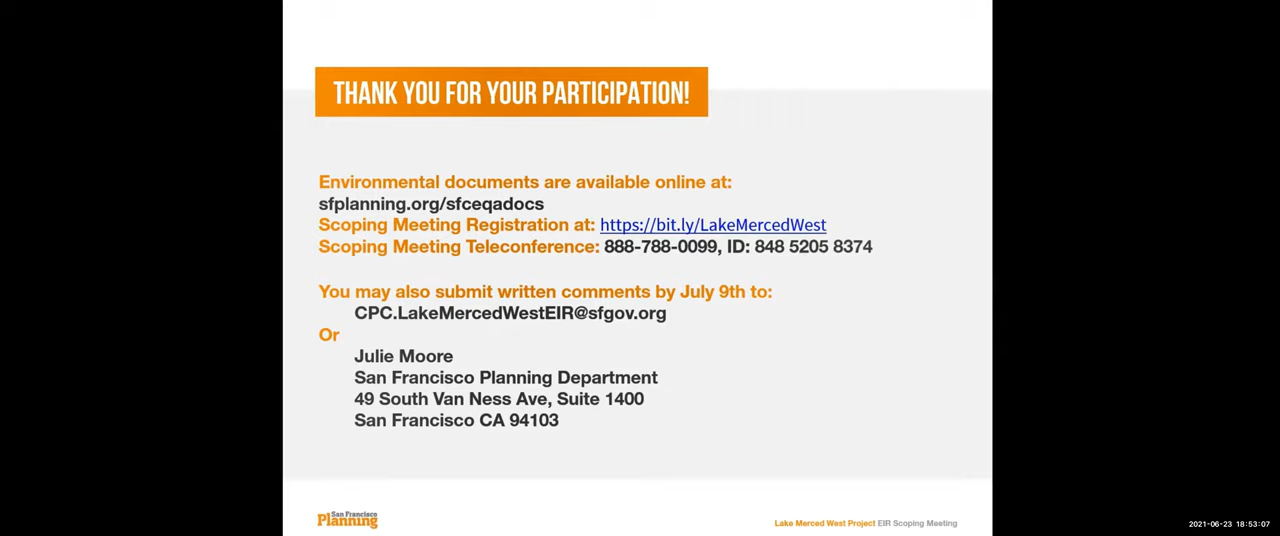 THANK YOU FOR YOUR PARTICIPATION!
Environmental documents are available online at:
sfplanning.org/sfceqadocs
Scoping Meeting Registration at: https://bit.ly/LakeMercedWest
Scoping Meeting Teleconference: 888-788-0099, ID: 848 5205 8374
You may also submit written comments by July 9th to:
CPC.LakeMercedWestEIR@sfgov.org
Or
Julie Moore
San Francisco Planning Department
49 South Van Ness Ave, Suite 1400
San Francisco CA 94103
San Francisco
Planning
Lake Merced West Project EIR Scoping Meeting
2021-06-23 18:53:07